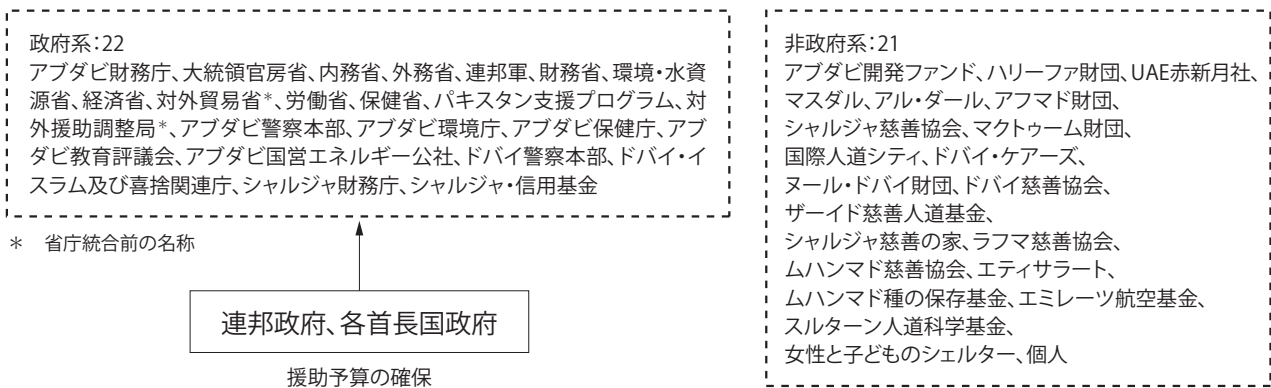 政府系：22
アブダビ財務庁、大統領官房省、内務省、外務省、連邦軍、財務省、環境・水資
源省、経済省、対外貿易省*、労働省、保健省、パキスタン支援プログラム、対
外援助調整局*、アブダビ警察本部、アブダビ環境庁、アブダビ保健庁、アブ
ダビ教育評議会、アブダビ国営エネルギー公社、ドバイ警察本部、ドバイ・イ
スラム及び喜捨関連庁、シャルジャ財務庁、シャルジャ・信用基金
*　省庁統合前の名称
連邦政府、各首長国政府
援助予算の確保
非政府系：21
アブダビ開発ファンド、ハリーファ財団、UAE赤新月社、
マスダル、アル・ダール、アフマド財団、
シャルジャ慈善協会、マクトゥーム財団、
国際人道シティ、ドバイ・ケアーズ、
ヌール・ドバイ財団、ドバイ慈善協会、
ザーイド慈善人道基金、
シャルジャ慈善の家、ラフマ慈善協会、
ムハンマド慈善協会、エティサラート、
ムハンマド種の保存基金、エミレーツ航空基金、
スルターン人道科学基金、
女性と子どものシェルター、個人